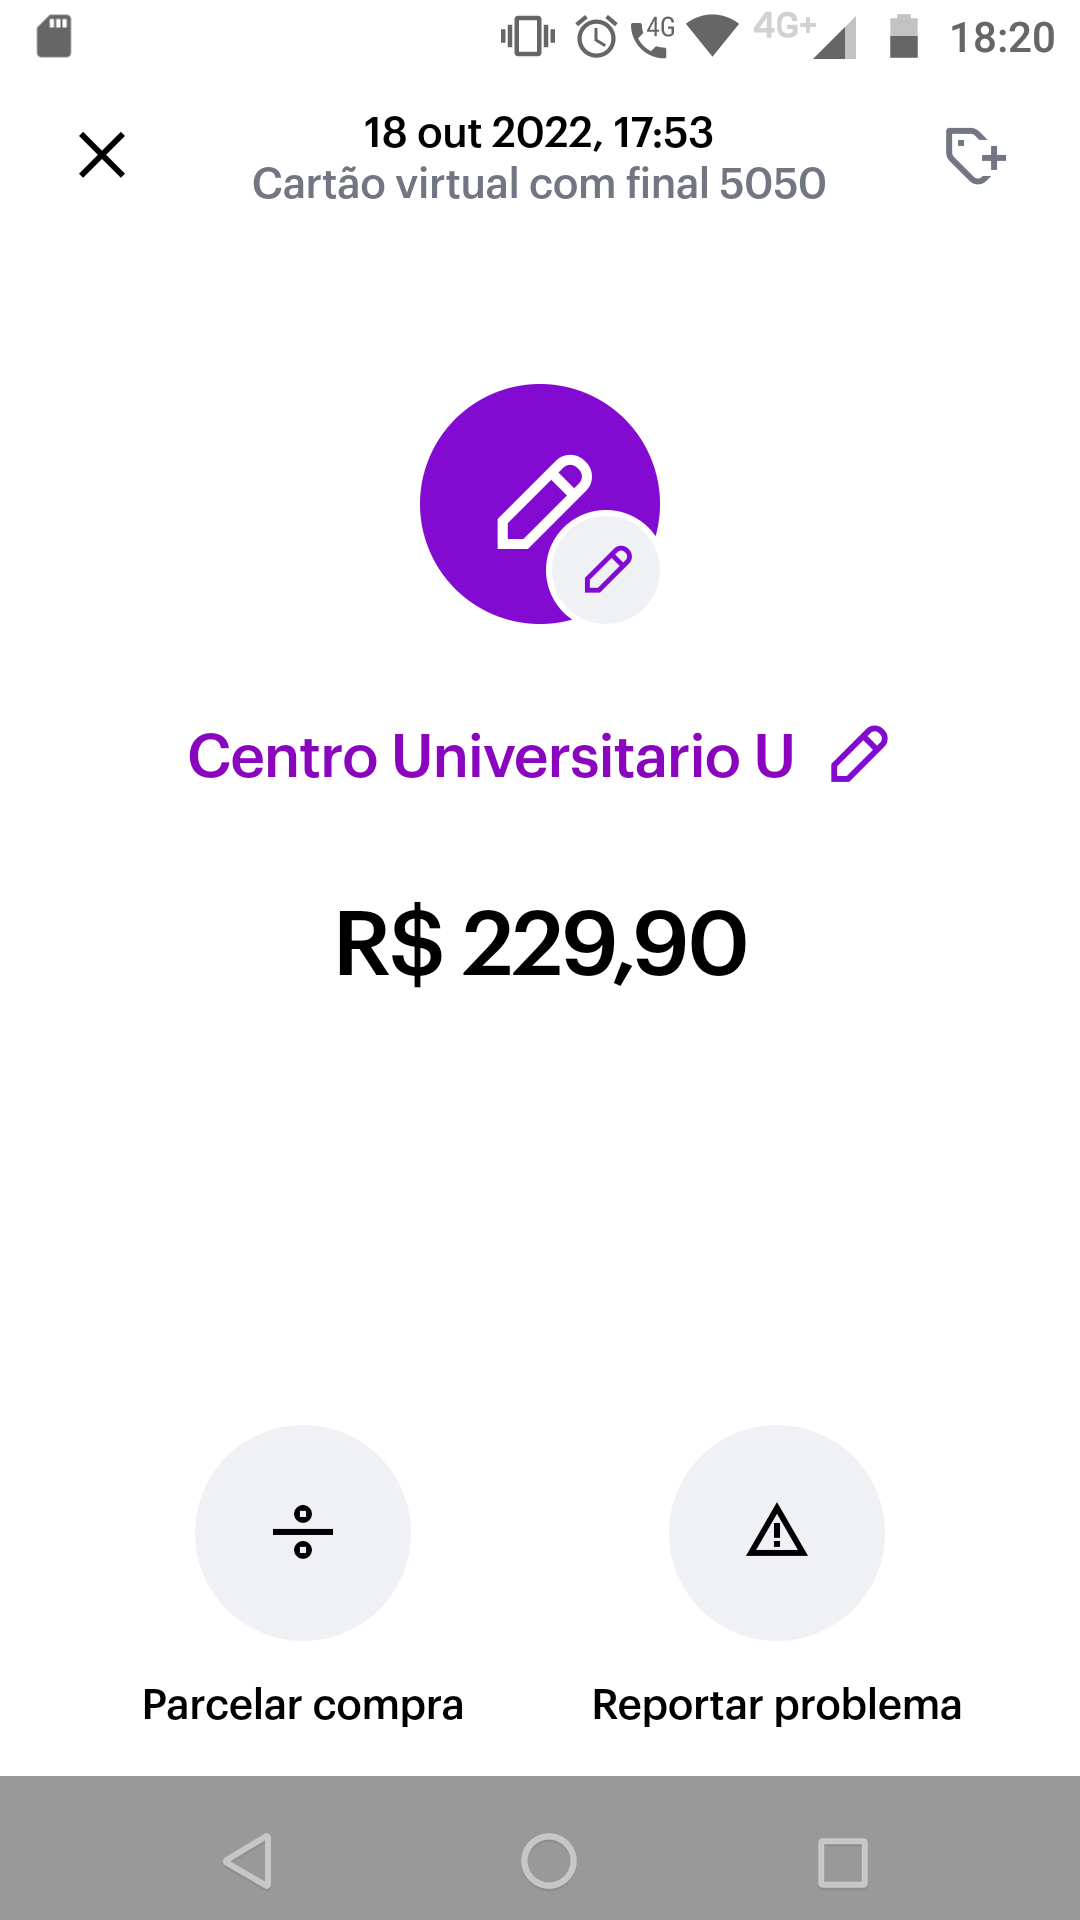 4G 4G+ 18:20
18 out 2022, 17:53
Cartão virtual com final 5050
Centro Universitario U
R$ 229,90
Parcelar compra Reportar problema